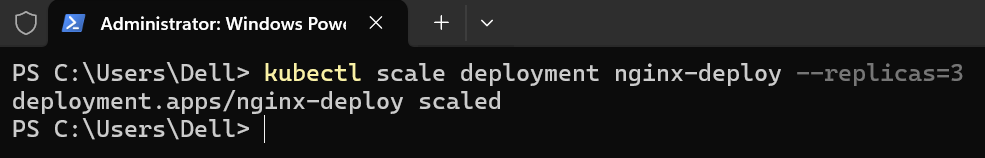 Administrator: Windows Powe
PS C:\Users\Dell> kubectl scale deployment nginx-deploy --replicas=3
deployment.apps/nginx-deploy scaled
PS C:\Users\Dell>